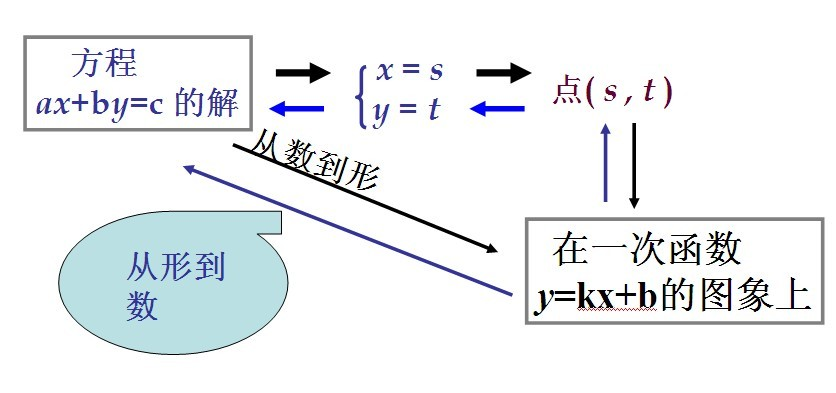 方程
ax+by=c 的解
x = s
y = t
点( s , t )
从数到形
从形到
数
在一次函数
y=kx+b的图象上